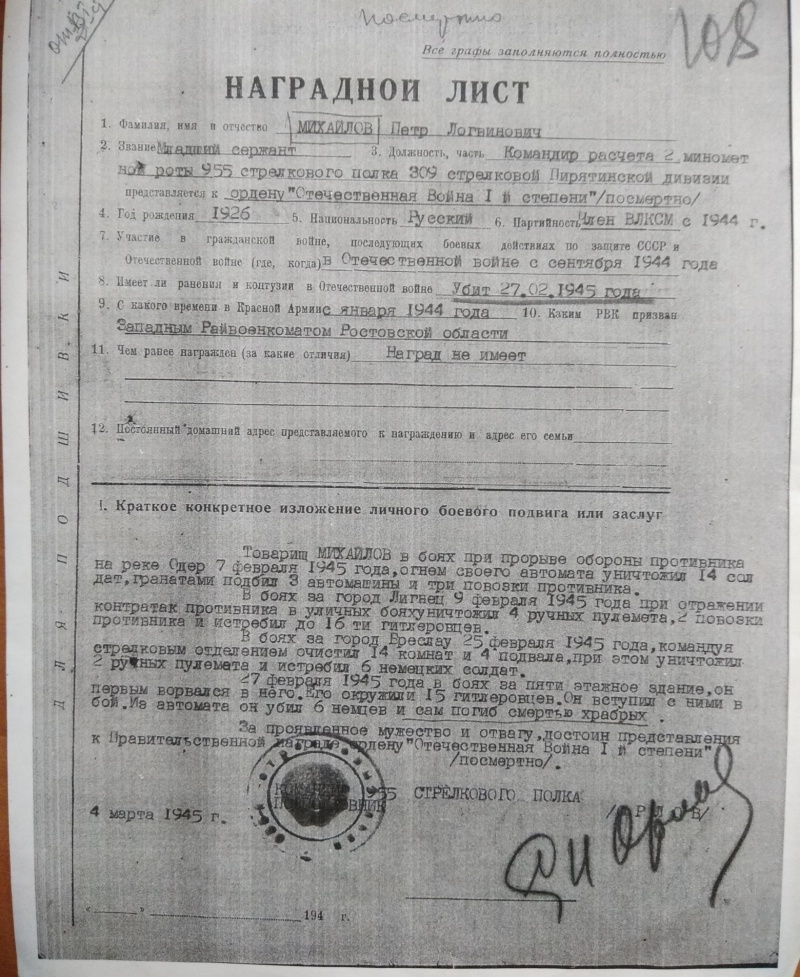 посмертно
Все графы заполняются полностью
108
НАГРАДНОЙ ЛИСТ
1. Фамилия, имя и отчество МИХАЙЛОВ Петр Логвинович
2. Звание Младший сержант 3. Должность, часть Командир расчета 2 миномет
ной роты 955 стрелкового полка 309 стрелковой Пирятинской дивизии
представляется к ордену "Отечественная Война I й степени"/посмертно/
4. Год рождения 1926 5. Национальность Русский 6. Партийность Член ВЛКСМ с 1944 г.
7. Участие в гражданской войне, последующих боевых действиях по защите СССР и
Отечественной войне (где, когда) в Отечественной войне с сентября 1944 года
8. Имеет ли ранения и контузии в Отечественной войне Убит 27.02.1945 года
9. С какого времени в Красной Армии с января 1944 года 10. Каким РВК призван
Западным Райвоенкоматом Ростовской области
11. Чем ранее награжден (за какие отличия) Наград не имеет
12. Постоянный домашний адрес представляемого к награждению и адрес его семьи
ДЛЯ ПОДШИВКИ
I. Краткое конкретное изложение личного боевого подвига или заслуг
Товарищ МИХАЙЛОВ в боях при прорыве обороны противника
на реке Одер 7 февраля 1945 года,огнем своего автомата уничтожил 14 сол
дат,гранатами подбил 3 автомашины и три повозки противника.
В боях за город Лигнец 9 февраля 1945 года при отражении
контратак противника в уличных бояхуничтожил 4 ручных пулемета,2 повозки
противника и истребил до 16 ти гитлеровцев.
В боях за город Бреслау 25 февраля 1945 года,командуя
стрелковым отделением очистил 14 комнат и 4 подвала,при этом уничтожил
2 ручных пулемета и истребил 6 немецких солдат.
27 февраля 1945 года в боях за пяти этажное здание,он
первым ворвался в него.Его окружили 15 гитлеровцев.Он вступил с ними в
бой.Из автомата он убил 6 немцев и сам погиб смертью храбрых .
За проявленное мужество и отвагу,достоин представления
к Правительственной награде ордену"Отечественная Война I й степени"
/посмертно/.
КОМАНДИР 955 СТРЕЛКОВОГО ПОЛКА
ПОДПОЛКОВНИК
4 марта 1945 г.
" " 194 г.